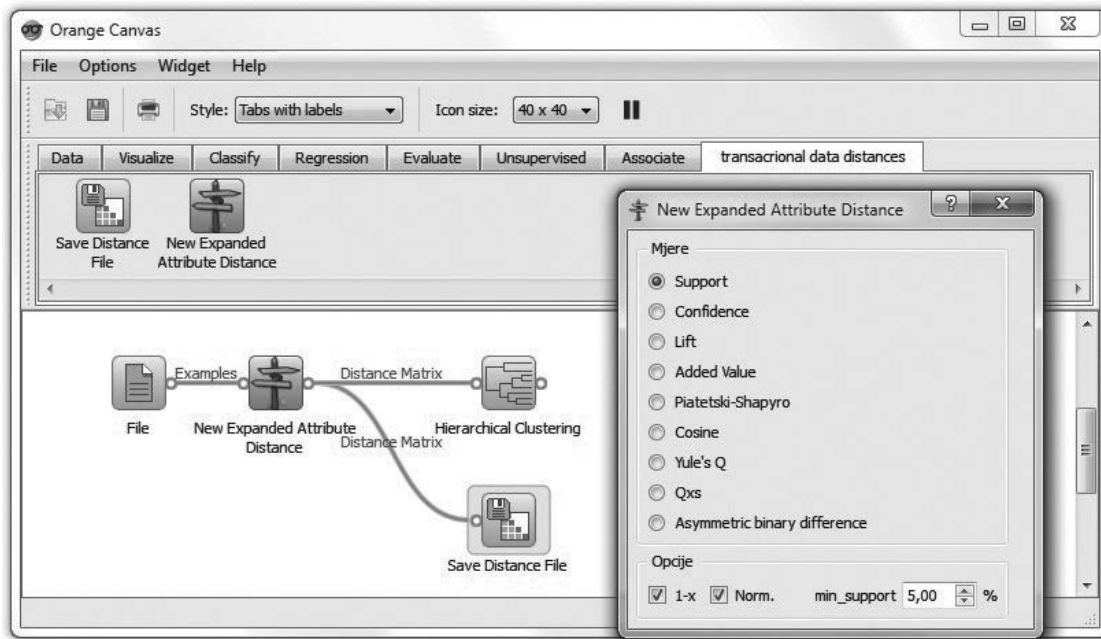 Orange Canvas
File Options Widget Help
Style: Tabs with labels Icon size: 40 x 40
Data Visualize Classify Regression Evaluate Unsupervised Associate transacrional data distances
Save Distance File
New Expanded Attribute Distance
File
Examples
New Expanded Attribute Distance
Distance Matrix
Distance Matrix
Hierarchical Clustering
Save Distance File
New Expanded Attribute Distance
Mjere
Support
Confidence
Lift
Added Value
Piatetski-Shapyro
Cosine
Yule's Q
Qxs
Asymmetric binary difference
Opcije
1-x Norm. min_support 5,00 %